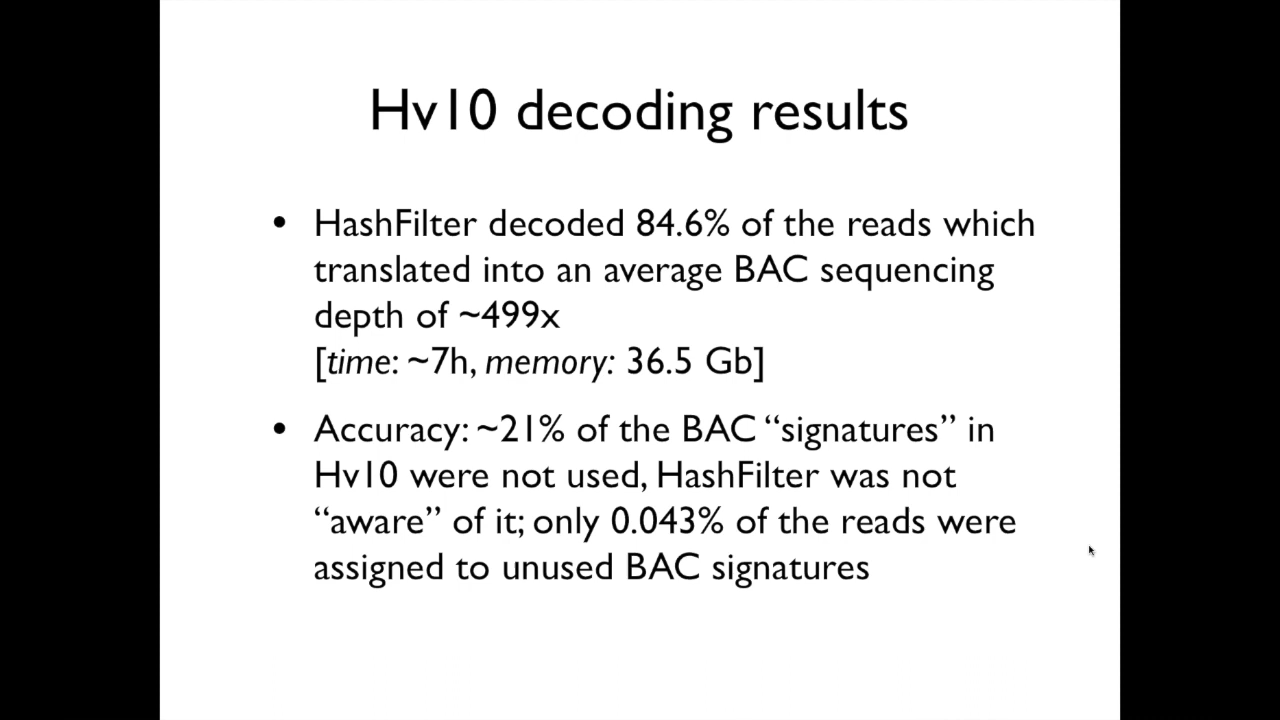 Hv10 decoding results
• HashFilter decoded 84.6% of the reads which
translated into an average BAC sequencing
depth of ~499x
[time: ~7h, memory: 36.5 Gb]
• Accuracy: ~21% of the BAC “signatures” in
Hv10 were not used, HashFilter was not
“aware” of it; only 0.043% of the reads were
assigned to unused BAC signatures